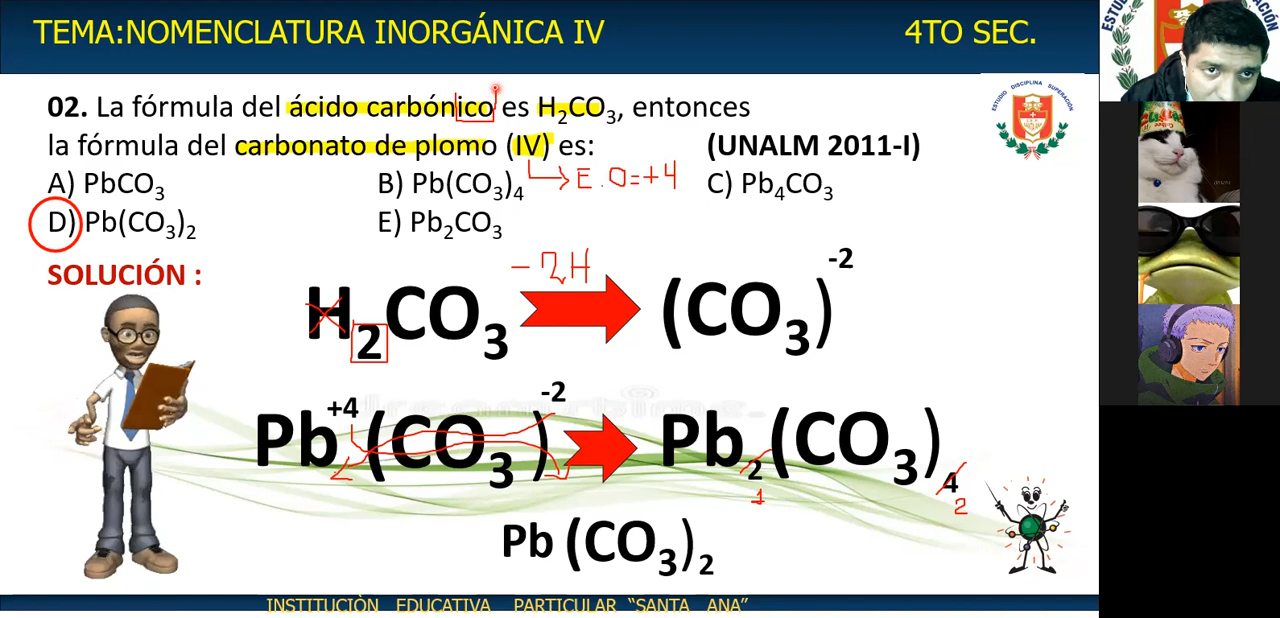 TEMA:NOMENCLATURA INORGÁNICA IV 4TO SEC.
02. La fórmula del ácido carbónico es H₂CO₃, entonces
la fórmula del carbonato de plomo (IV) es: (UNALM 2011-I)
E.O=+4
A) PbCO₃ B) Pb(CO₃)₄ C) Pb₄CO₃
D) Pb(CO₃)₂ E) Pb₂CO₃
SOLUCIÓN :
-2H
H₂CO₃ (CO₃)⁻²
Pb⁺⁴(CO₃)⁻² Pb₂(CO₃)₄
1 2
Pb (CO₃)₂
INSTITUCIÒN EDUCATIVA PARTICULAR "SANTA ANA"